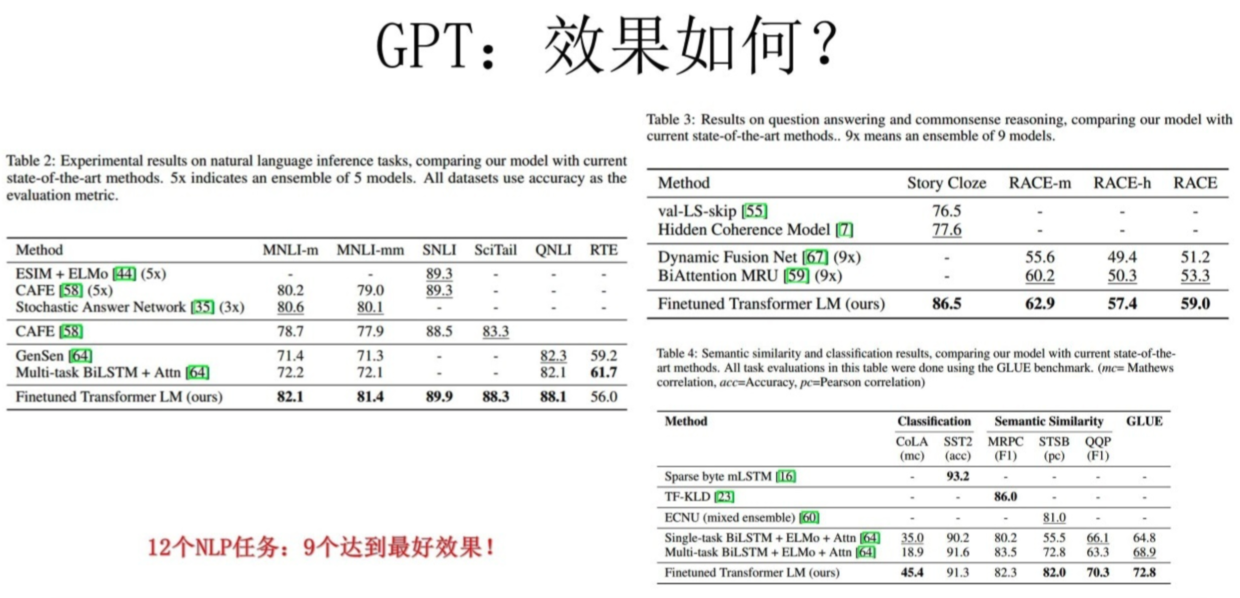 GPT：效果如何？
Table 2: Experimental results on natural language inference tasks, comparing our model with current
state-of-the-art methods. 5x indicates an ensemble of 5 models. All datasets use accuracy as the
evaluation metric.
Method MNLI-m MNLI-mm SNLI SciTail QNLI RTE
ESIM + ELMo [44] (5x) - - 89.3 - - -
CAFE [58] (5x) 80.2 79.0 89.3 - - -
Stochastic Answer Network [35] (3x) 80.6 80.1 - - - -
CAFE [58] 78.7 77.9 88.5 83.3
GenSen [64] 71.4 71.3 - - 82.3 59.2
Multi-task BiLSTM + Attn [64] 72.2 72.1 - - 82.1 61.7
Finetuned Transformer LM (ours) 82.1 81.4 89.9 88.3 88.1 56.0
12个NLP任务：9个达到最好效果！
Table 3: Results on question answering and commonsense reasoning, comparing our model with
current state-of-the-art methods.. 9x means an ensemble of 9 models.
Method Story Cloze RACE-m RACE-h RACE
val-LS-skip [55] 76.5 - - -
Hidden Coherence Model [7] 77.6 - - -
Dynamic Fusion Net [67] (9x) - 55.6 49.4 51.2
BiAttention MRU [59] (9x) - 60.2 50.3 53.3
Finetuned Transformer LM (ours) 86.5 62.9 57.4 59.0
Table 4: Semantic similarity and classification results, comparing our model with current state-of-the-
art methods. All task evaluations in this table were done using the GLUE benchmark. (mc= Mathews
correlation, acc=Accuracy, pc=Pearson correlation)
Method Classification Semantic Similarity GLUE
CoLA SST2 MRPC STSB QQP
(mc) (acc) (F1) (pc) (F1)
Sparse byte mLSTM [16] - 93.2 - - - -
TF-KLD [23] - - 86.0 - - -
ECNU (mixed ensemble) [60] - - - 81.0 - -
Single-task BiLSTM + ELMo + Attn [64] 35.0 90.2 80.2 55.5 66.1 64.8
Multi-task BiLSTM + ELMo + Attn [64] 18.9 91.6 83.5 72.8 63.3 68.9
Finetuned Transformer LM (ours) 45.4 91.3 82.3 82.0 70.3 72.8